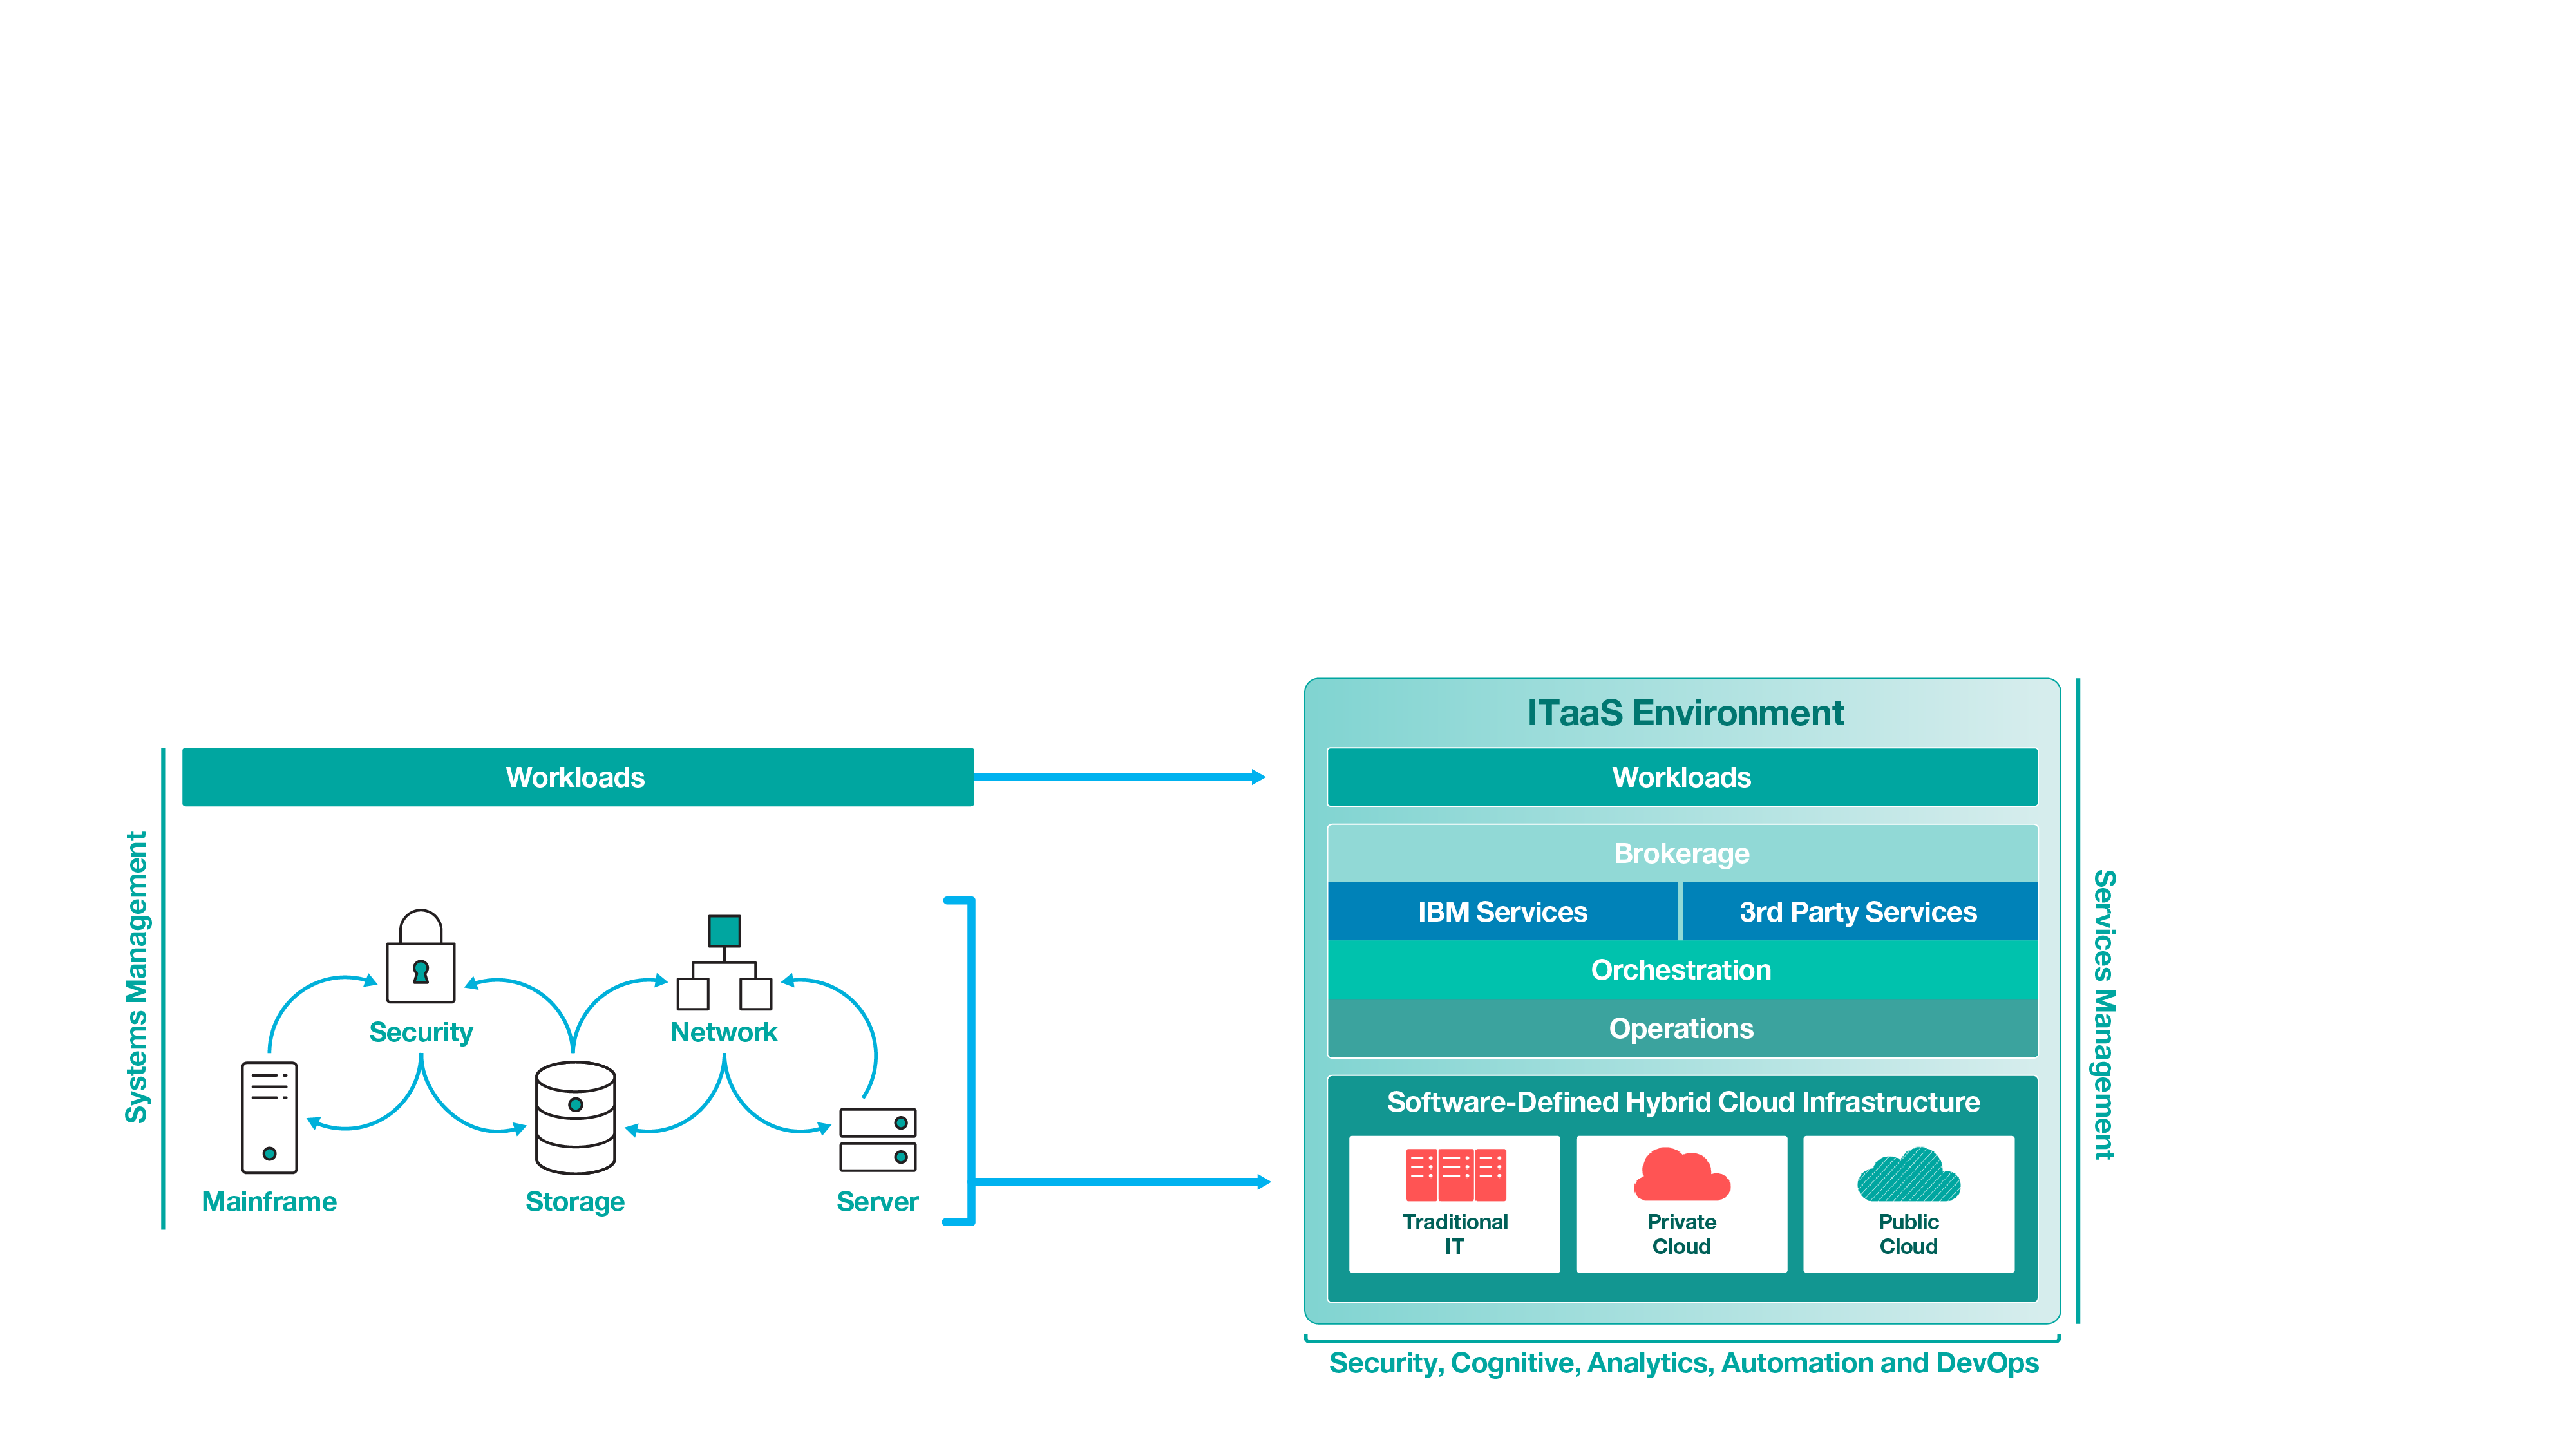 Systems Management
Workloads
Security
Network
Mainframe
Storage
Server
ITaaS Environment
Workloads
Brokerage
IBM Services
3rd Party Services
Orchestration
Operations
Software-Defined Hybrid Cloud Infrastructure
Traditional
IT
Private
Cloud
Public
Cloud
Services Management
Security, Cognitive, Analytics, Automation and DevOps